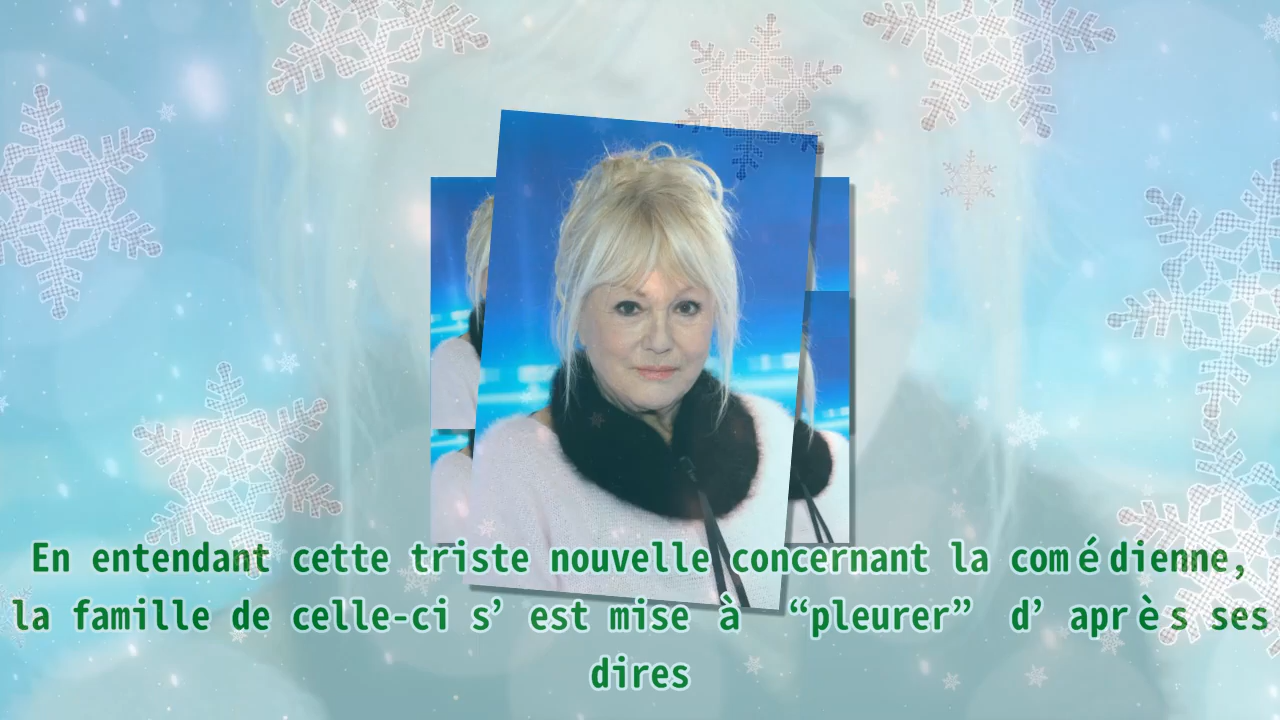 En entendant cette triste nouvelle concernant la comédienne,
la famille de celle-ci s’ est mise à “pleurer” d’ après ses
dires